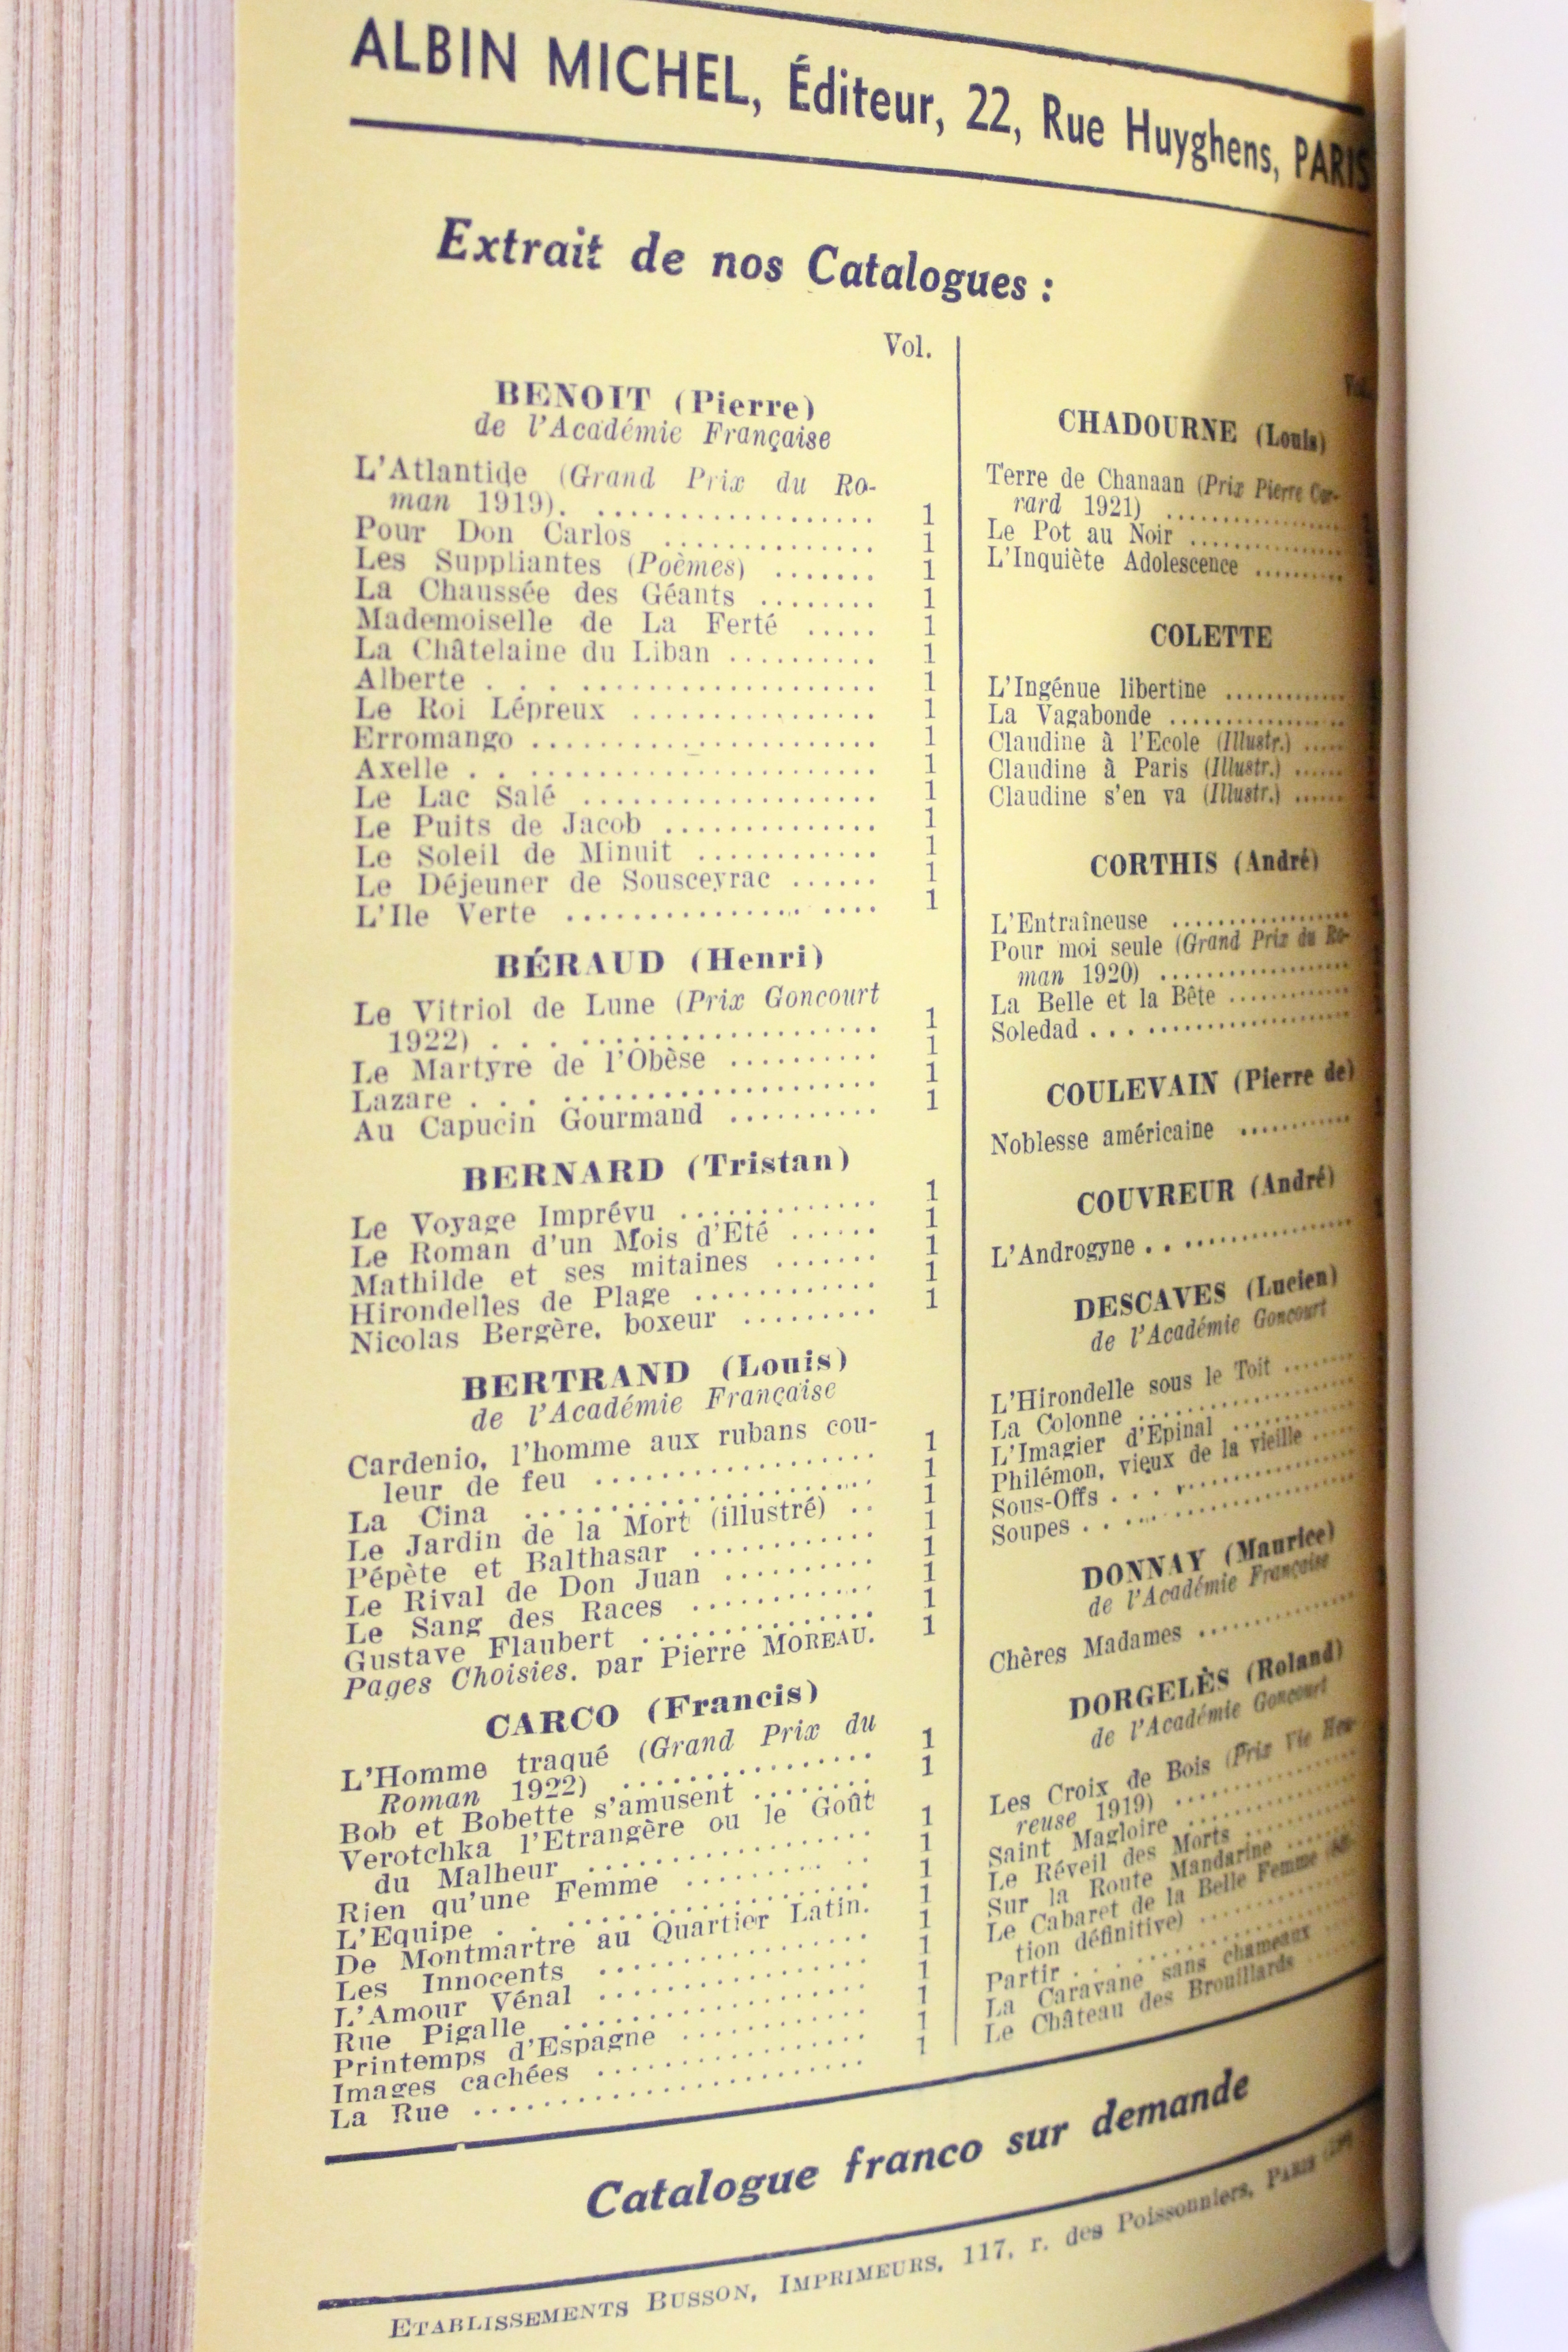 ALBIN MICHEL, Éditeur, 22, Rue Huyghens, PARIS
Extrait de nos Catalogues :
Vol.
BENOIT (Pierre)
de l'Académie Française
L'Atlantide (Grand Prix du Ro-
man 1919). .................. 1
Pour Don Carlos .............. 1
Les Suppliantes (Poèmes) ....... 1
La Chaussée des Géants ........ 1
Mademoiselle de La Ferté ..... 1
La Châtelaine du Liban .......... 1
Alberte . . . ................... 1
Le Roi Lépreux ................ 1
Erromango ...................... 1
Axelle . . ...................... 1
Le Lac Salé ................... 1
Le Puits de Jacob .............. 1
Le Soleil de Minuit ............ 1
Le Déjeuner de Sousceyrac ...... 1
L'Ile Verte ................... 1
BÉRAUD (Henri)
Le Vitriol de Lune (Prix Goncourt
1922) . . . ................... 1
Le Martyre de l'Obèse .......... 1
Lazare . . . .................... 1
Au Capucin Gourmand .......... 1
BERNARD (Tristan)
Le Voyage Imprévu ............. 1
Le Roman d'un Mois d'Eté ...... 1
Mathilde et ses mitaines ....... 1
Hirondelles de Plage ............ 1
Nicolas Bergère, boxeur ......... 1
BERTRAND (Louis)
de l'Académie Française
Cardenio, l'homme aux rubans cou-
leur de feu .................. 1
La Cina ...................... 1
Le Jardin de la Mort (illustré) .. 1
Pépète et Balthasar ............ 1
Le Rival de Don Juan .......... 1
Le Sang des Races ............ 1
Gustave Flaubert ............... 1
Pages Choisies, par Pierre MOREAU. 1
CARCO (Francis)
L'Homme traqué (Grand Prix du
Roman 1922) ................ 1
Bob et Bobette s'amusent ........ 1
Verotchka l'Etrangère ou le Goût
du Malheur .................. 1
Rien qu'une Femme ............ 1
L'Equipe . . .................. 1
De Montmartre au Quartier Latin. 1
Les Innocents ................. 1
L'Amour Vénal ................. 1
Rue Pigalle ................... 1
Printemps d'Espagne ............ 1
Images cachées ................. 1
La Rue ........................ 1
CHADOURNE (Louis)
Terre de Chanaan (Prix Pierre Cor-
rard 1921) ...................
Le Pot au Noir ................
L'Inquiète Adolescence ..........
COLETTE
L'Ingénue libertine .............
La Vagabonde .................
Claudine à l'Ecole (Illustr.) .....
Claudine à Paris (Illustr.) ......
Claudine s'en va (Illustr.) ......
CORTHIS (André)
L'Entraîneuse ...................
Pour moi seule (Grand Prix du Ro-
man 1920) ...................
La Belle et la Bête .............
Soledad . . . .....................
COULEVAIN (Pierre de)
Noblesse américaine ............
COUVREUR (André)
L'Androgyne . . ..................
DESCAVES (Lucien)
de l'Académie Goncourt
L'Hirondelle sous le Toit ........
La Colonne .....................
L'Imagier d'Epinal ............
Philémon, vieux de la vieille .....
Sous-Offs . . . ..................
Soupes . . ......................
DONNAY (Maurice)
de l'Académie Française
Chères Madames ................
DORGELÈS (Roland)
de l'Académie Goncourt
Les Croix de Bois (Prix Vie Heu-
reuse 1919) ..................
Saint Magloire .................
Le Réveil des Morts ............
Sur la Route Mandarine .......
Le Cabaret de la Belle Femme
tion définitive) ................
Partir . . . .....................
La Caravane sans chameaux
Le Château des Brouillards ......
Catalogue franco sur demande
ETABLISSEMENTS BUSSON, IMPRIMEURS, 117, r. des Poissonniers, PARIS